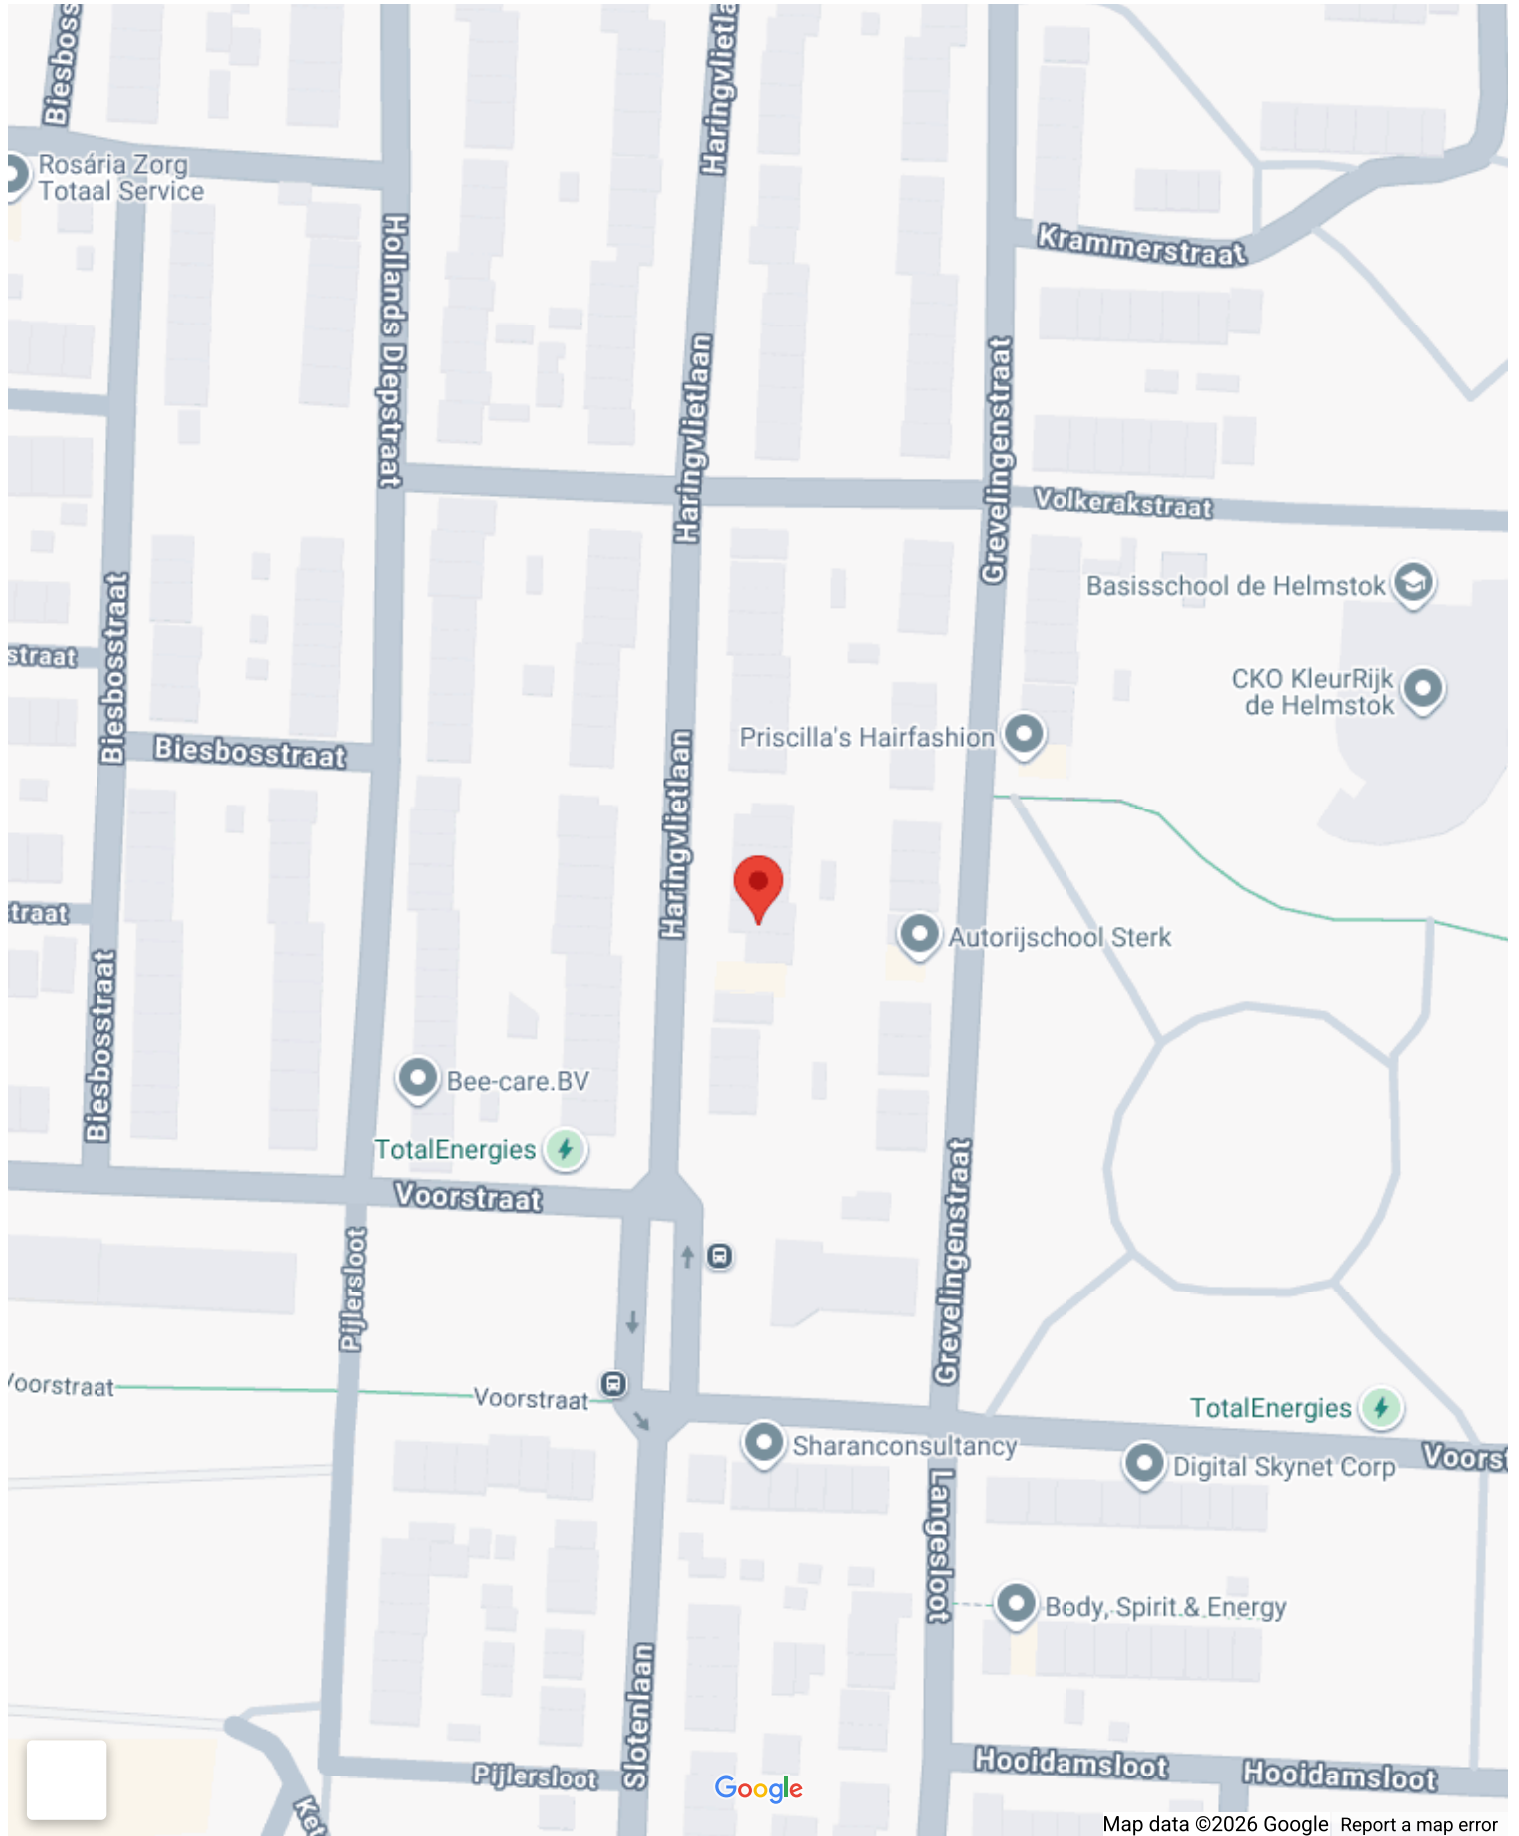 Biesboss
Haringvlietla
Rosária Zorg
Totaal Service
Hollands Diepstraat
Krammerstraat
Haringvlietlaan
Grevelingenstraat
Volkerakstraat
Basisschool de Helmstok
Biesbosstraat
straat
CKO KleurRijk
de Helmstok
Priscilla's Hairfashion
Biesbosstraat
Haringvlietlaan
traat
Autorijschool Sterk
Biesbosstraat
Bee-care.BV
TotalEnergies
Voorstraat
Grevelingenstraat
Pijlersloot
Voorstraat
Voorstraat
TotalEnergies
Sharanconsultancy
Voorst
Digital Skynet Corp
Langesloot
Body, Spirit & Energy
Slotenlaan
Pijlersloot
Hooidamsloot
Hooidamsloot
Ket
Google
Map data ©2026 Google
Report a map error